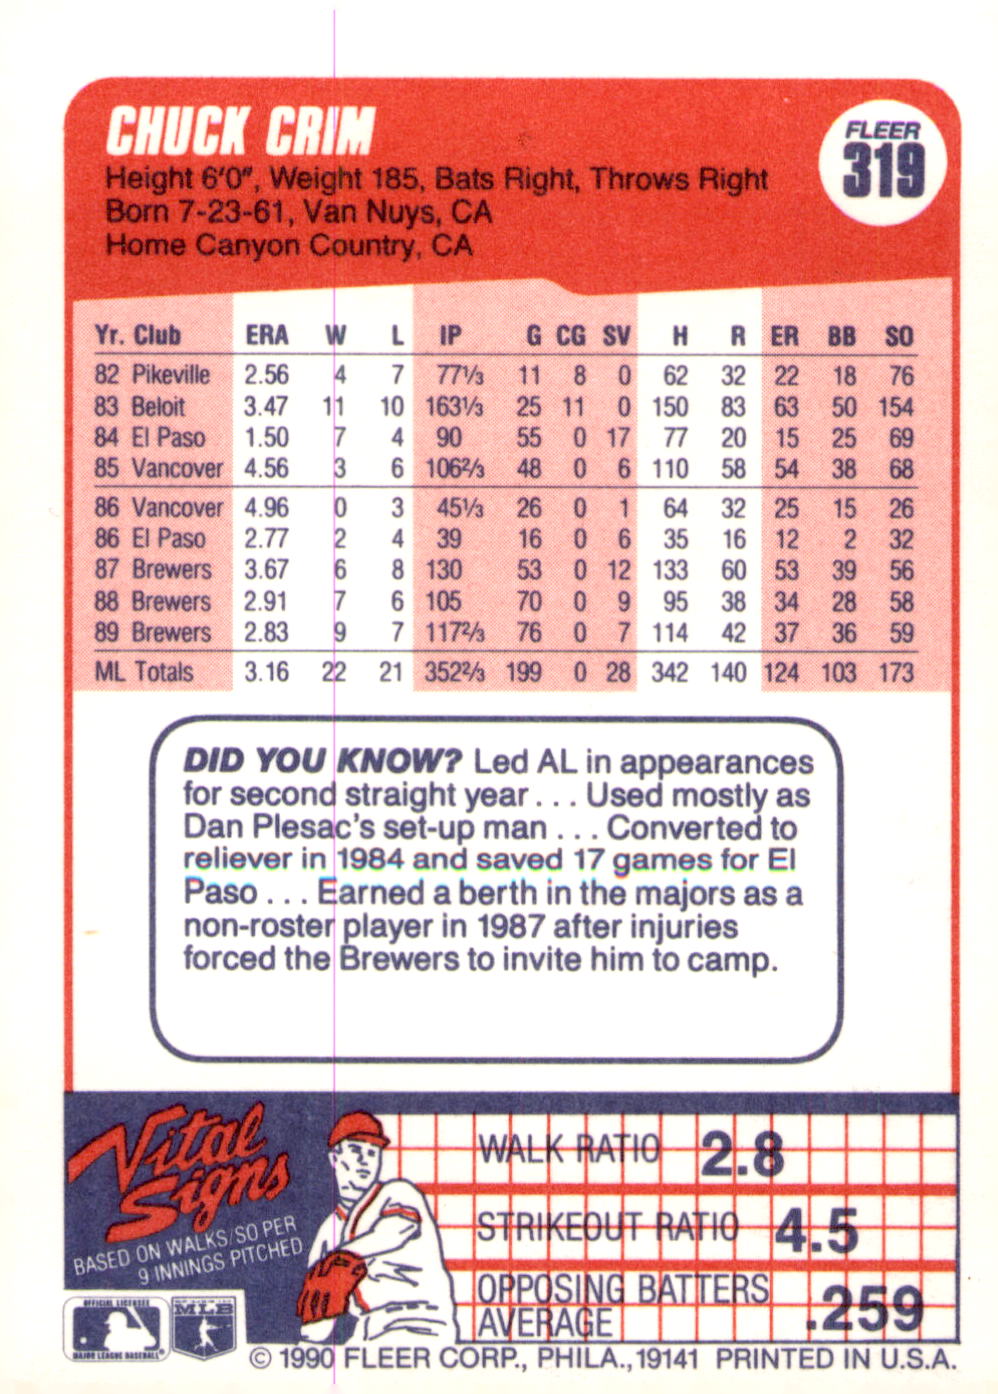 CHUCK CRIM
FLEER
319
Height 6'0", Weight 185, Bats Right, Throws Right
Born 7-23-61, Van Nuys, CA
Home Canyon Country, CA
Yr. Club ERA W L IP G CG SV H R ER BB SO
82 Pikeville 2.56 4 7 77⅓ 11 8 0 62 32 22 18 76
83 Beloit 3.47 11 10 163⅓ 25 11 0 150 83 63 50 154
84 El Paso 1.50 7 4 90 55 0 17 77 20 15 25 69
85 Vancover 4.56 3 6 106⅔ 48 0 6 110 58 54 38 68
86 Vancover 4.96 0 3 45⅓ 26 0 1 64 32 25 15 26
86 El Paso 2.77 2 4 39 16 0 6 35 16 12 2 32
87 Brewers 3.67 6 8 130 53 0 12 133 60 53 39 56
88 Brewers 2.91 7 6 105 70 0 9 95 38 34 28 58
89 Brewers 2.83 9 7 117⅔ 76 0 7 114 42 37 36 59
ML Totals 3.16 22 21 352⅔ 199 0 28 342 140 124 103 173
DID YOU KNOW? Led AL in appearances
for second straight year... Used mostly as
Dan Plesac's set-up man ... Converted to
reliever in 1984 and saved 17 games for El
Paso ... Earned a berth in the majors as a
non-roster player in 1987 after injuries
forced the Brewers to invite him to camp.
Vital
Signs
BASED ON WALKS/SO PER
9 INNINGS PITCHED
WALK RATIO 2.8
STRIKEOUT RATIO 4.5
OPPOSING BATTERS
AVERAGE .259
OFFICIAL LICENSEE
MAJOR LEAGUE BASEBALL
MLB
© 1990 FLEER CORP., PHILA., 19141 PRINTED IN U.S.A.